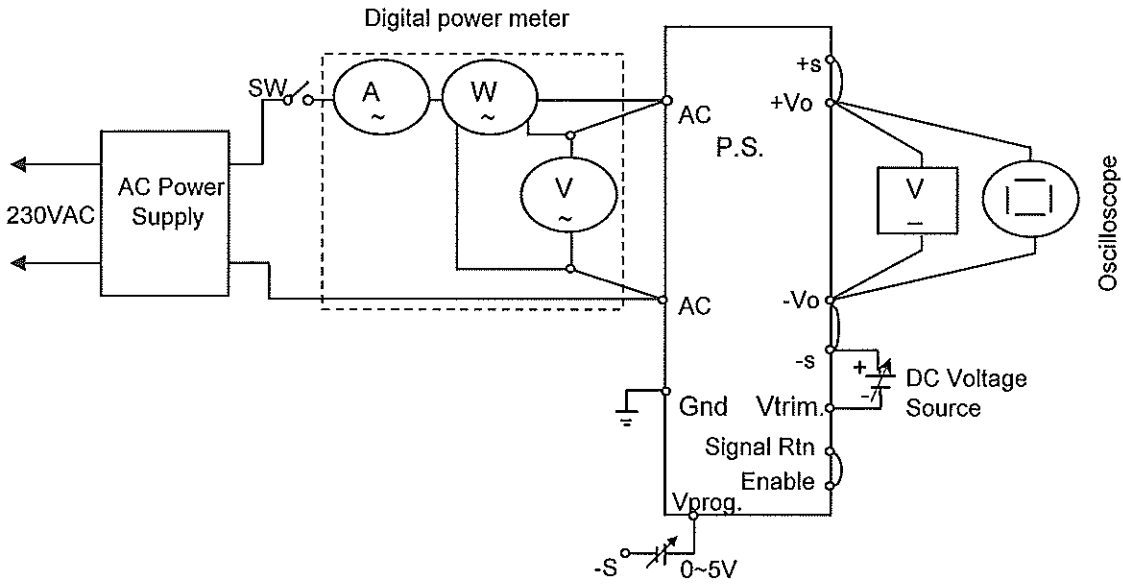 Digital power meter
SW
A
~
W
~
V
~
AC Power
Supply
230VAC
AC
AC
P.S.
Gnd
Vprog.
-S
0~5V
+s
+Vo
-Vo
-s
Vtrim.
Signal Rtn
Enable
V
–
Oscilloscope
+
-
DC Voltage
Source